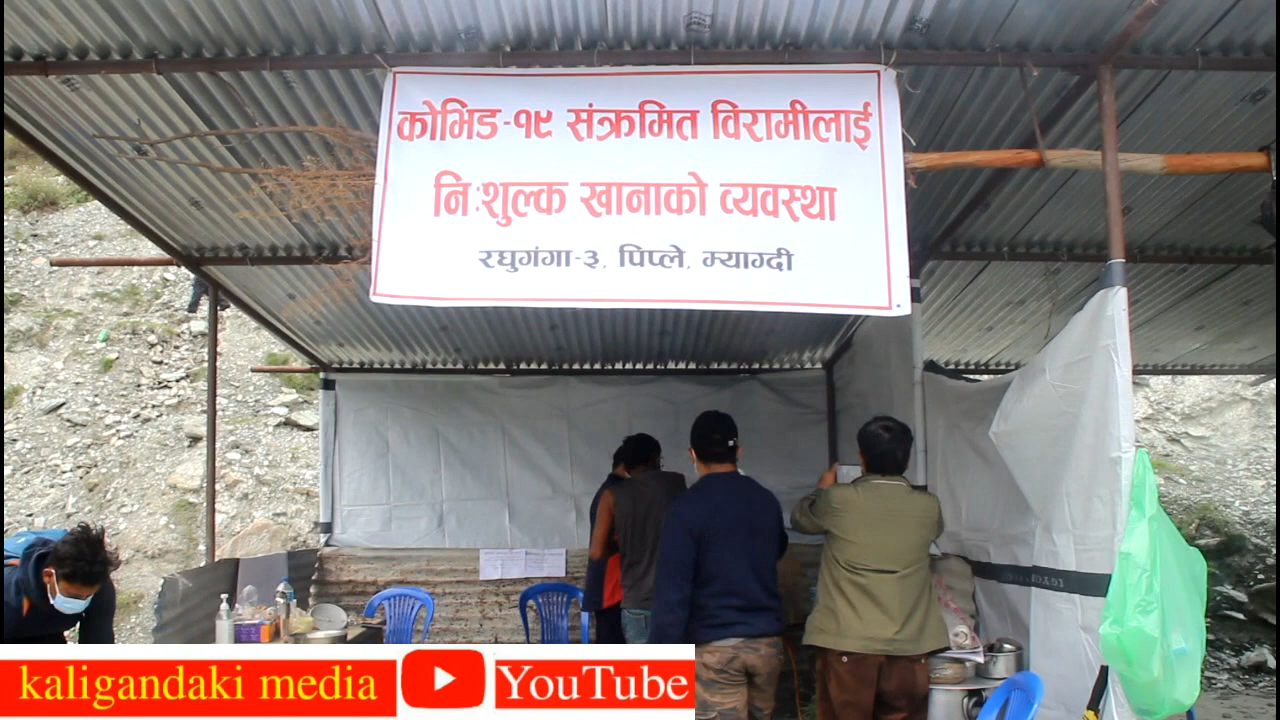 कोभिड-१९ संक्रमित विरामीलाई
नि:शुल्क खानाको व्यवस्था
रघुगंगा-३, पिप्ले, म्याग्दी
kaligandaki media
YouTube